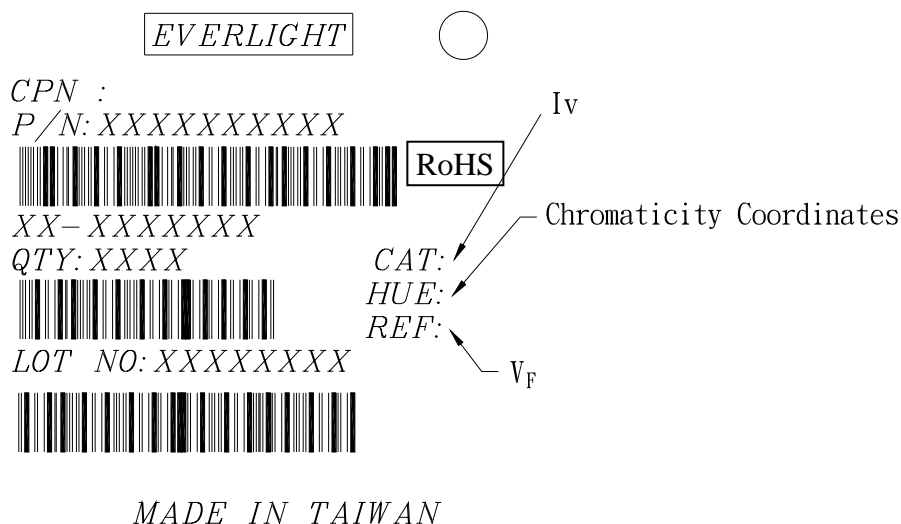 EVERLIGHT
CPN :
P/N: XXXXXXXXXX
RoHS
XX-XXXXXXX
QTY: XXXX
LOT NO: XXXXXXXX
CAT:
HUE:
REF:
Iv
Chromaticity Coordinates
VF
MADE IN TAIWAN